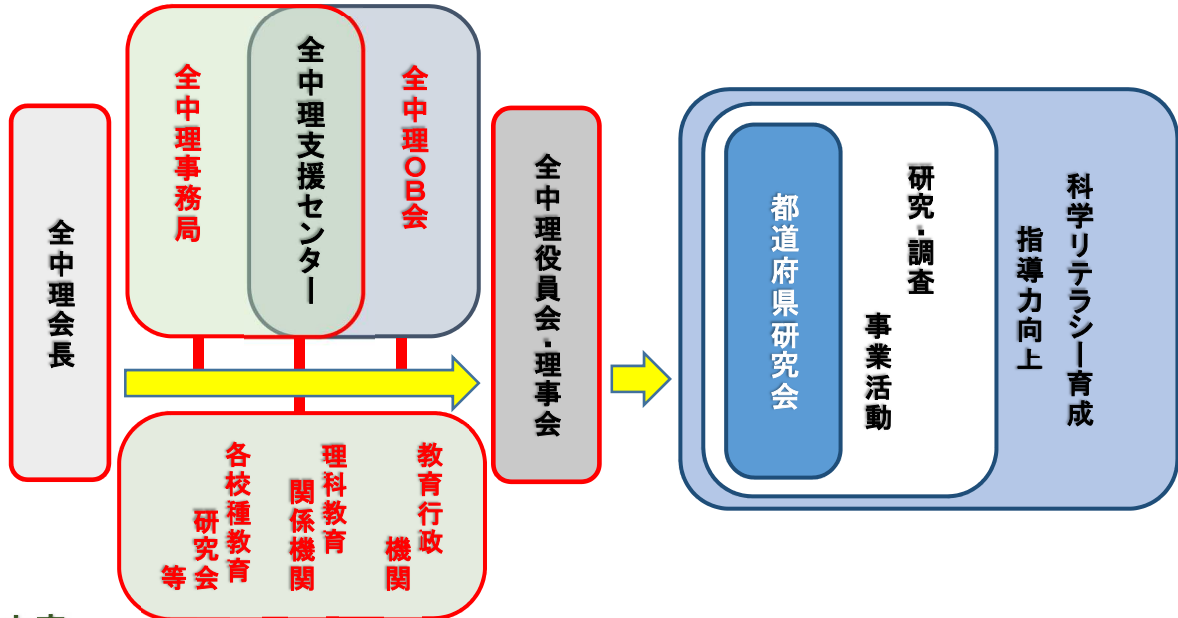 全中理会長
全中理事務局
全中理支援センター
全中理OB会
教育行政
機関
理科教育
関係機関
各校種教育
研究会
等
全中理役員会・理事会
都道府県研究会
研究・調査
事業活動
科学リテラシー育成
指導力向上